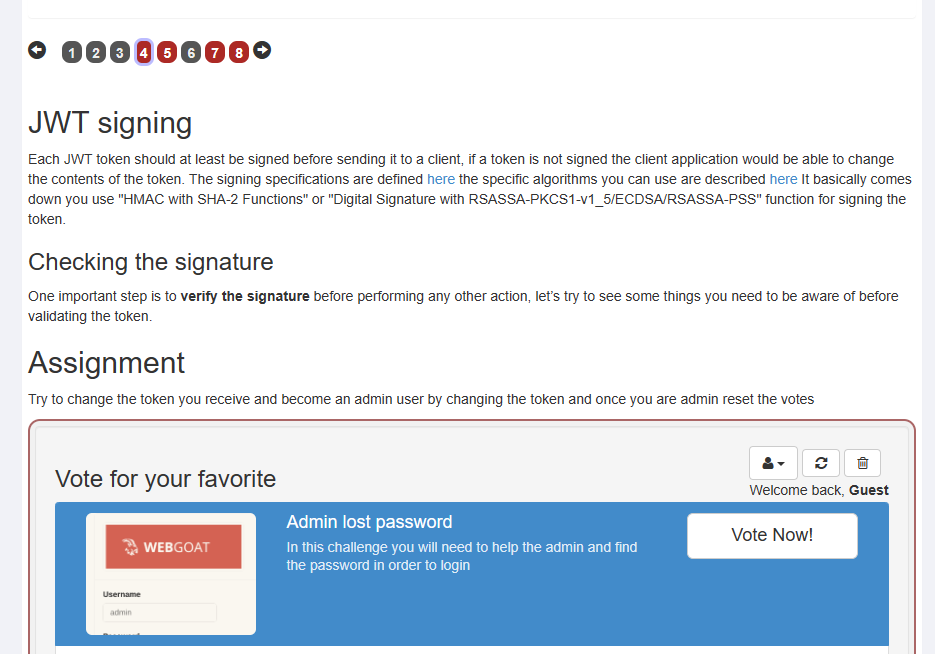 1 2 3 4 5 6 7 8
JWT signing
Each JWT token should at least be signed before sending it to a client, if a token is not signed the client application would be able to change
the contents of the token. The signing specifications are defined here the specific algorithms you can use are described here It basically comes
down you use "HMAC with SHA-2 Functions" or "Digital Signature with RSASSA-PKCS1-v1_5/ECDSA/RSASSA-PSS" function for signing the
token.
Checking the signature
One important step is to verify the signature before performing any other action, let's try to see some things you need to be aware of before
validating the token.
Assignment
Try to change the token you receive and become an admin user by changing the token and once you are admin reset the votes
Vote for your favorite
Welcome back, Guest
WEBGOAT
Username
admin
Admin lost password
In this challenge you will need to help the admin and find
the password in order to login
Vote Now!